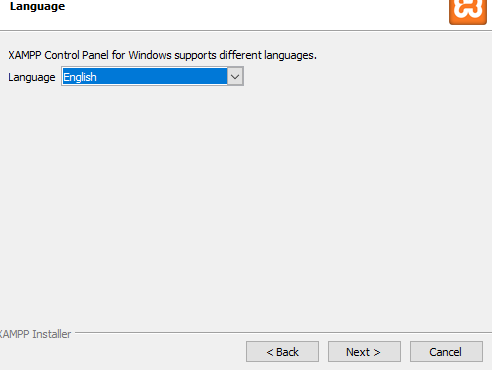 Language
XAMPP Control Panel for Windows supports different languages.
Language English
XAMPP Installer
< Back Next > Cancel